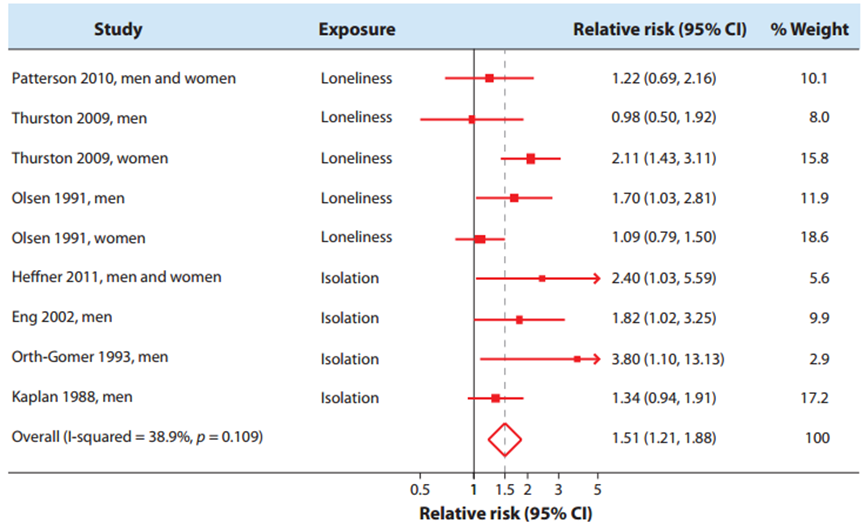 Study Exposure Relative risk (95% CI) % Weight
Patterson 2010, men and women Loneliness 1.22 (0.69, 2.16) 10.1
Thurston 2009, men Loneliness 0.98 (0.50, 1.92) 8.0
Thurston 2009, women Loneliness 2.11 (1.43, 3.11) 15.8
Olsen 1991, men Loneliness 1.70 (1.03, 2.81) 11.9
Olsen 1991, women Loneliness 1.09 (0.79, 1.50) 18.6
Heffner 2011, men and women Isolation 2.40 (1.03, 5.59) 5.6
Eng 2002, men Isolation 1.82 (1.02, 3.25) 9.9
Orth-Gomer 1993, men Isolation 3.80 (1.10, 13.13) 2.9
Kaplan 1988, men Isolation 1.34 (0.94, 1.91) 17.2
Overall (I-squared = 38.9%, p = 0.109) 1.51 (1.21, 1.88) 100
0.5 1 1.5 2 3 5
Relative risk (95% CI)